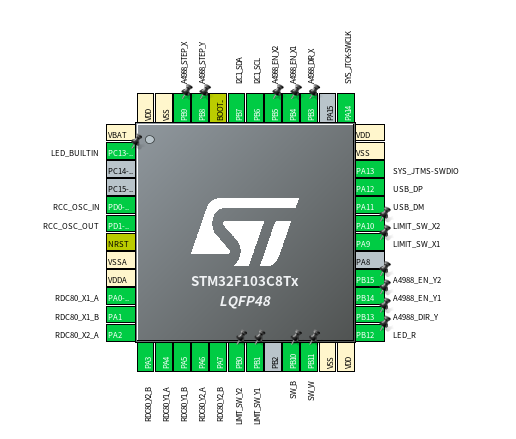 A4988_STEP_X
A4988_STEP_Y
I2C1_SDA
I2C1_SCL
A4988_EN_X2
A4988_EN_X1
A4988_DIR_X
SYS_JTCK-SWCLK
VDD
VSS
PB9
PB8
BOOT..
PB7
PB6
PB5
PB4
PB3
PA15
PA14
VBAT
VDD
LED_BUILTIN PC13-..
VSS
PC14-..
PA13 SYS_JTMS-SWDIO
PC15-..
PA12 USB_DP
RCC_OSC_IN PD0-..
PA11 USB_DM
RCC_OSC_OUT PD1-..
PA10 LIMIT_SW_X2
NRST
PA9 LIMIT_SW_X1
VSSA
PA8
VDDA
PB15 A4988_EN_Y2
RDC80_X1_A PA0-..
PB14 A4988_EN_Y1
RDC80_X1_B PA1
PB13 A4988_DIR_Y
RDC80_X2_A PA2
PB12 LED_R
STM32F103C8Tx
LQFP48
PA3
PA4
PA5
PA6
PA7
PB0
PB1
PB2
PB10
PB11
VSS
VDD
RDC80_X2_B
RDC80_Y1_A
RDC80_Y1_B
RDC80_Y2_A
RDC80_Y2_B
LIMIT_SW_Y2
LIMIT_SW_Y1
SW_B
SW_W